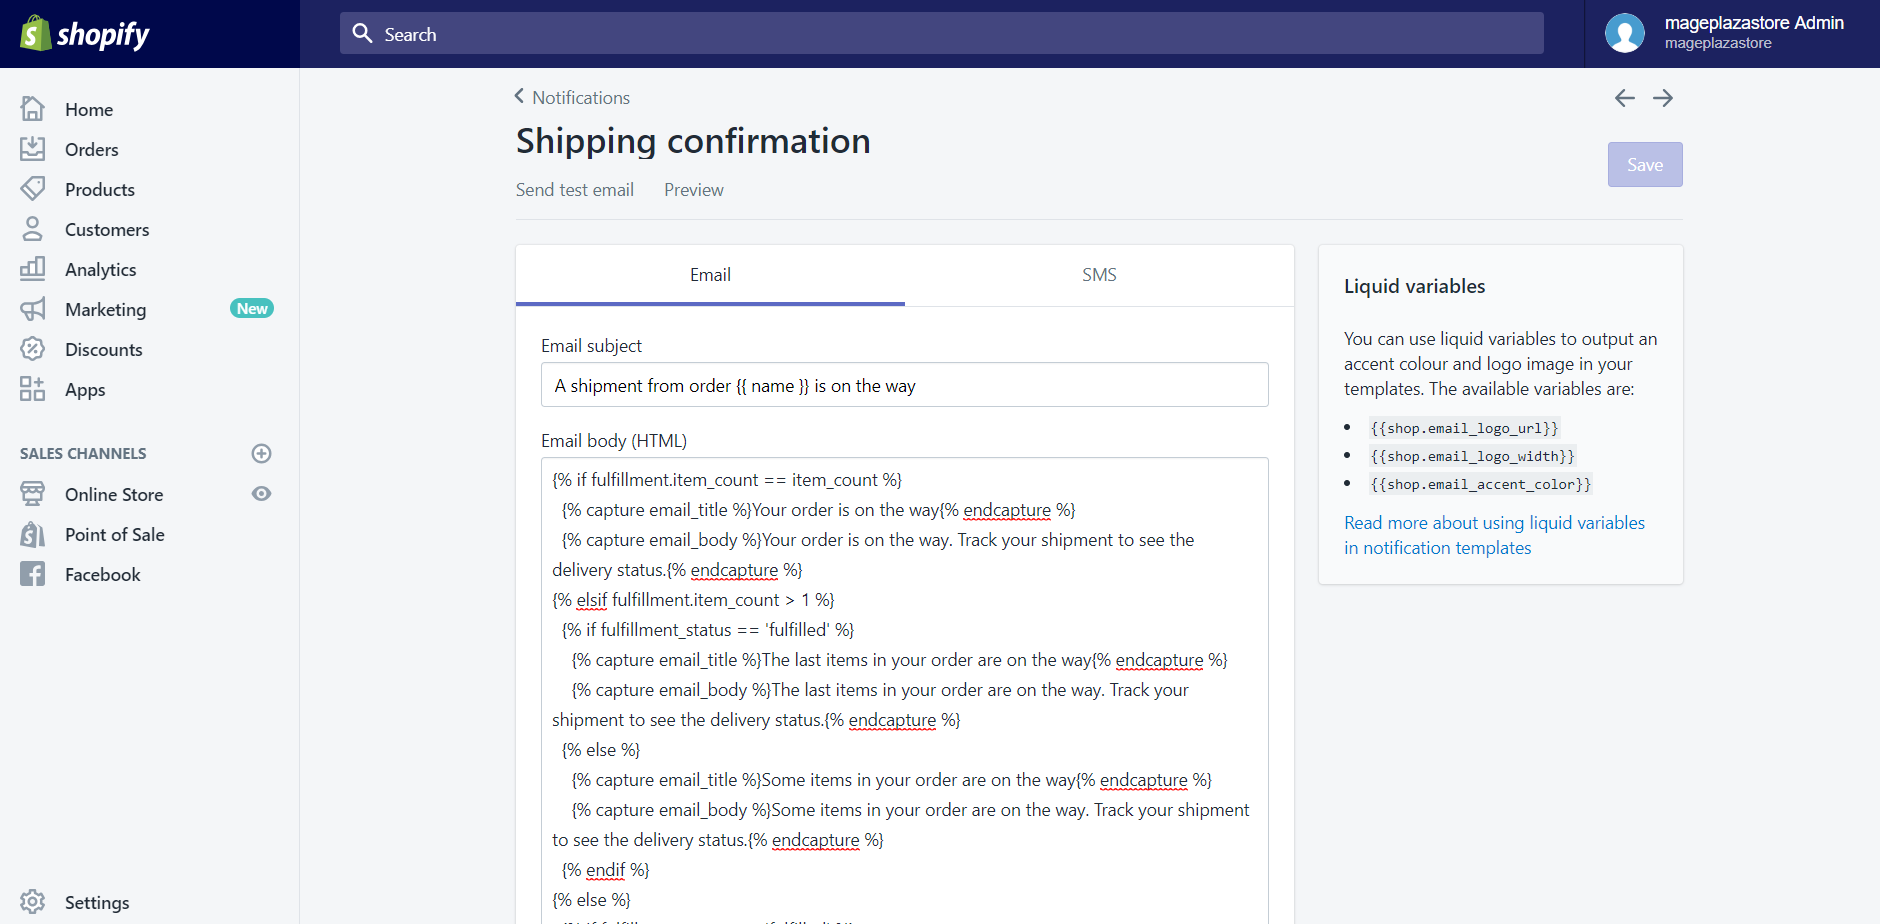 shopify
Search
mageplazastore Admin
mageplazastore
Home
Orders
Products
Customers
Analytics
Marketing New
Discounts
Apps
SALES CHANNELS
Online Store
Point of Sale
Facebook
Settings
Notifications
Shipping confirmation
Send test email Preview
Save
Email SMS
Email subject
A shipment from order {{ name }} is on the way
Email body (HTML)
{% if fulfillment.item_count == item_count %}
{% capture email_title %}Your order is on the way{% endcapture %}
{% capture email_body %}Your order is on the way. Track your shipment to see the
delivery status.{% endcapture %}
{% elsif fulfillment.item_count > 1 %}
{% if fulfillment_status == 'fulfilled' %}
{% capture email_title %}The last items in your order are on the way{% endcapture %}
{% capture email_body %}The last items in your order are on the way. Track your
shipment to see the delivery status.{% endcapture %}
{% else %}
{% capture email_title %}Some items in your order are on the way{% endcapture %}
{% capture email_body %}Some items in your order are on the way. Track your shipment
to see the delivery status.{% endcapture %}
{% endif %}
{% else %}
Liquid variables
You can use liquid variables to output an
accent colour and logo image in your
templates. The available variables are:
{{shop.email_logo_url}}
{{shop.email_logo_width}}
{{shop.email_accent_color}}
Read more about using liquid variables
in notification templates